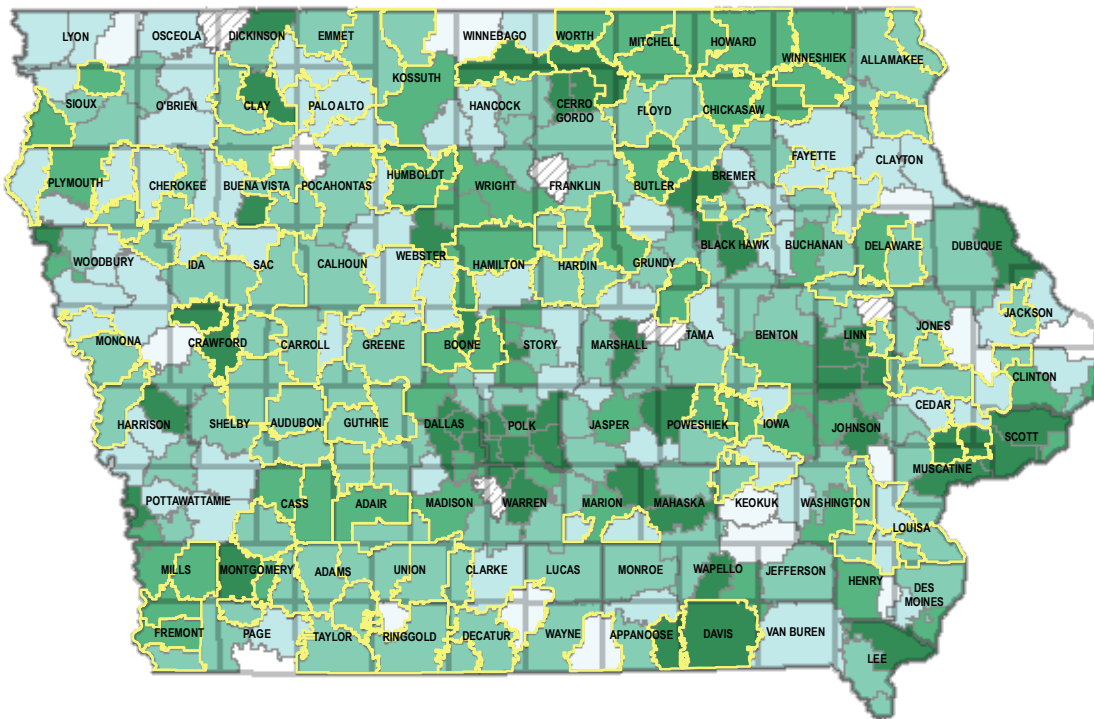 LYON
OSCEOLA
DICKINSON
EMMET
WINNEBAGO
WORTH
MITCHELL
HOWARD
WINNESHIEK
ALLAMAKEE
KOSSUTH
SIOUX
O'BRIEN
CLAY
PALO ALTO
HANCOCK
CERRO
GORDO
FLOYD
CHICKASAW
FAYETTE
CLAYTON
PLYMOUTH
CHEROKEE
BUENA VISTA
POCAHONTAS
HUMBOLDT
WRIGHT
FRANKLIN
BUTLER
BREMER
WOODBURY
IDA
SAC
CALHOUN
WEBSTER
HAMILTON
HARDIN
GRUNDY
BLACK HAWK
BUCHANAN
DELAWARE
DUBUQUE
MONONA
CRAWFORD
CARROLL
GREENE
BOONE
STORY
MARSHALL
TAMA
BENTON
LINN
JONES
JACKSON
CLINTON
HARRISON
SHELBY
AUDUBON
GUTHRIE
DALLAS
POLK
JASPER
POWESHIEK
IOWA
JOHNSON
CEDAR
SCOTT
MUSCATINE
POTTAWATTAMIE
CASS
ADAIR
MADISON
WARREN
MARION
MAHASKA
KEOKUK
WASHINGTON
LOUISA
MILLS
MONTGOMERY
ADAMS
UNION
CLARKE
LUCAS
MONROE
WAPELLO
JEFFERSON
HENRY
DES
MOINES
FREMONT
PAGE
TAYLOR
RINGGOLD
DECATUR
WAYNE
APPANOOSE
DAVIS
VAN BUREN
LEE